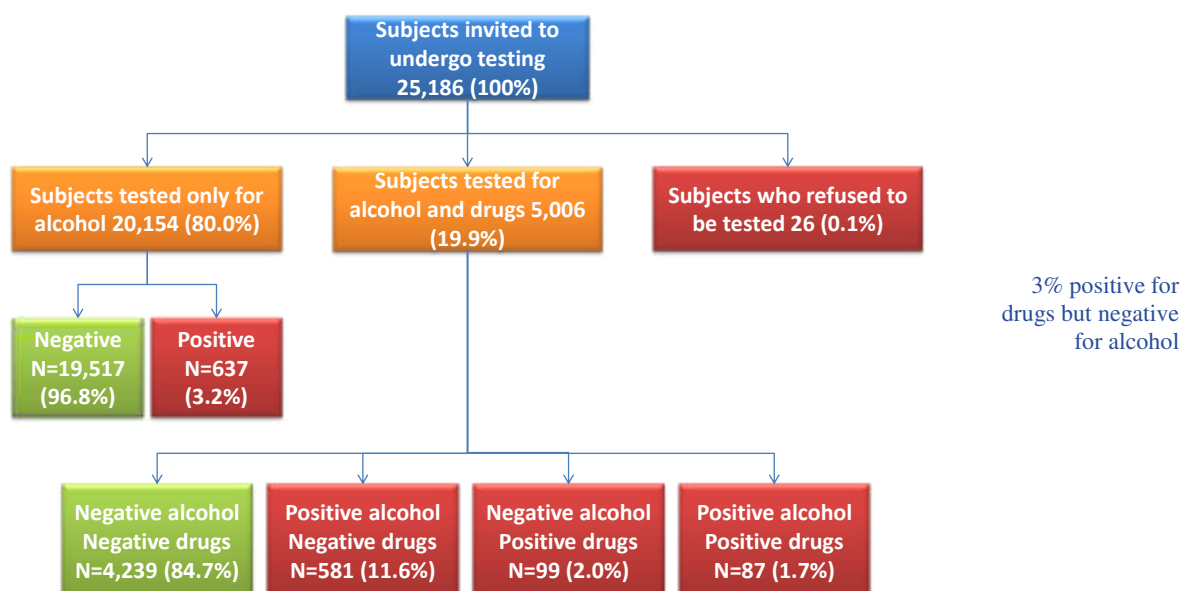 Subjects invited to
undergo testing
25,186 (100%)
Subjects tested only for
alcohol 20,154 (80.0%)
Subjects tested for
alcohol and drugs 5,006
(19.9%)
Subjects who refused to
be tested 26 (0.1%)
3% positive for
drugs but negative
for alcohol
Negative
N=19,517
(96.8%)
Positive
N=637
(3.2%)
Negative alcohol
Negative drugs
N=4,239 (84.7%)
Positive alcohol
Negative drugs
N=581 (11.6%)
Negative alcohol
Positive drugs
N=99 (2.0%)
Positive alcohol
Positive drugs
N=87 (1.7%)